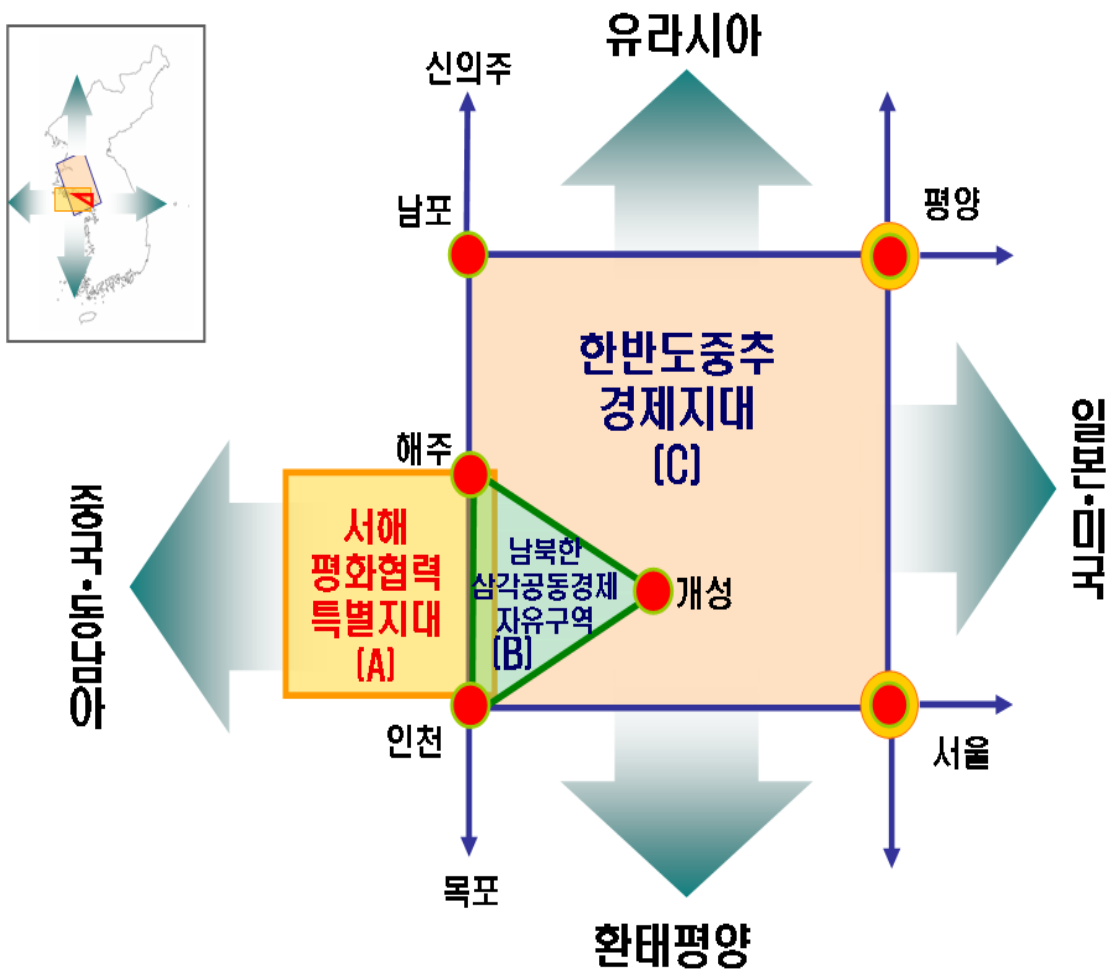 유라시아
신의주
남포
평양
한반도중추
경제지대
(C)
해주
일본·미국
중국·동남아
서해
평화협력
특별지대
(A)
남북한
삼각공동경제
자유구역
(B)
개성
인천
서울
목포
환태평양